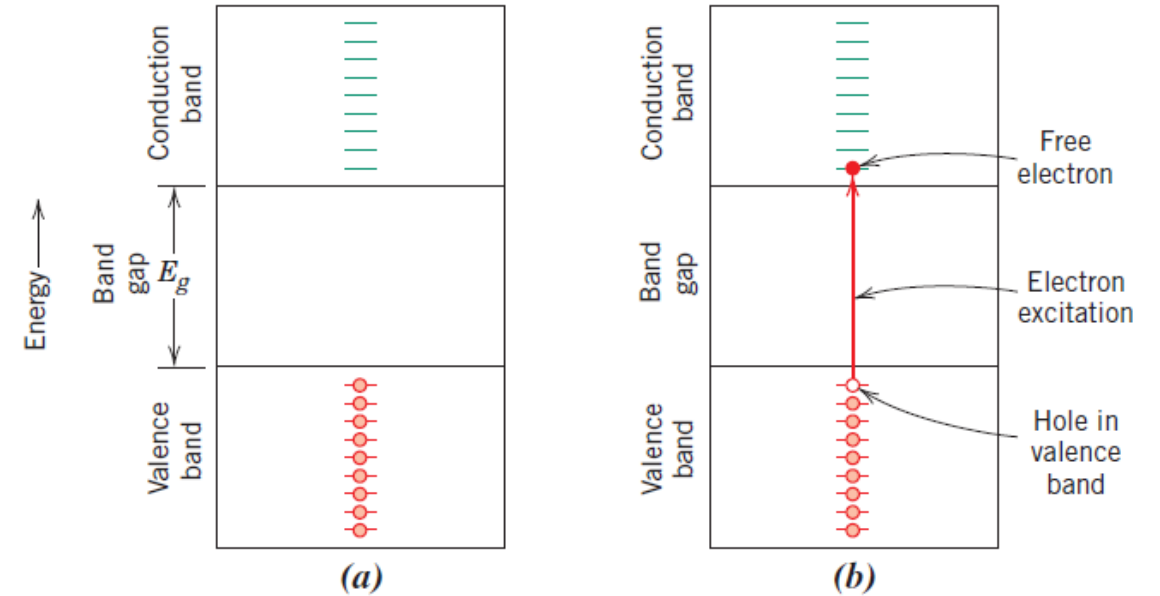 Conduction
band
Band
gap
E_g
Energy
Valence
band
(a)
Conduction
band
Band
gap
Valence
band
Free
electron
Electron
excitation
Hole in
valence
band
(b)